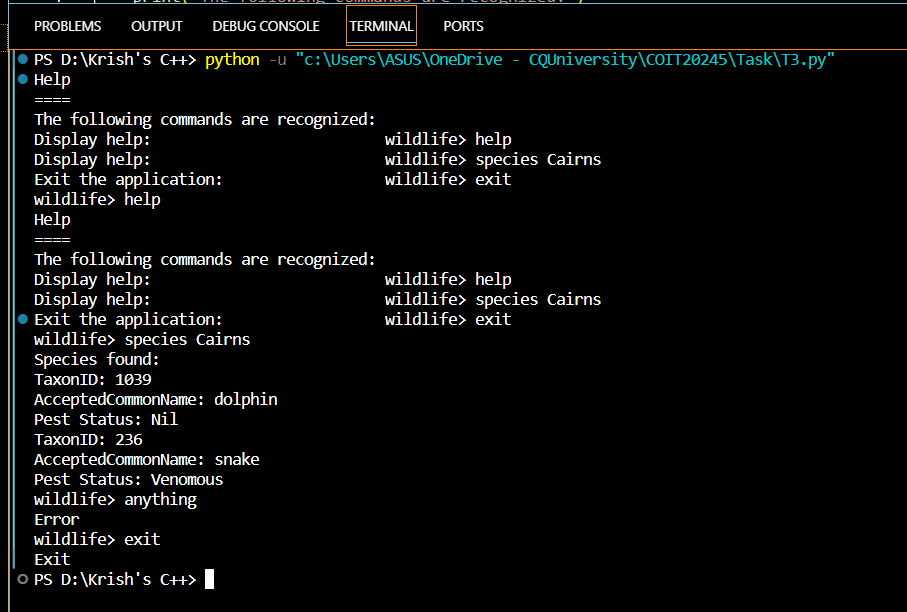 PROBLEMS OUTPUT DEBUG CONSOLE TERMINAL PORTS
PS D:\Krish's C++> python -u "c:\Users\ASUS\OneDrive - CQUniversity\COIT20245\Task\T3.py"
Help
====
The following commands are recognized:
Display help: wildlife> help
Display help: wildlife> species Cairns
Exit the application: wildlife> exit
wildlife> help
Help
====
The following commands are recognized:
Display help: wildlife> help
Display help: wildlife> species Cairns
Exit the application: wildlife> exit
wildlife> species Cairns
Species found:
TaxonID: 1039
AcceptedCommonName: dolphin
Pest Status: Nil
TaxonID: 236
AcceptedCommonName: snake
Pest Status: Venomous
wildlife> anything
Error
wildlife> exit
Exit
PS D:\Krish's C++>